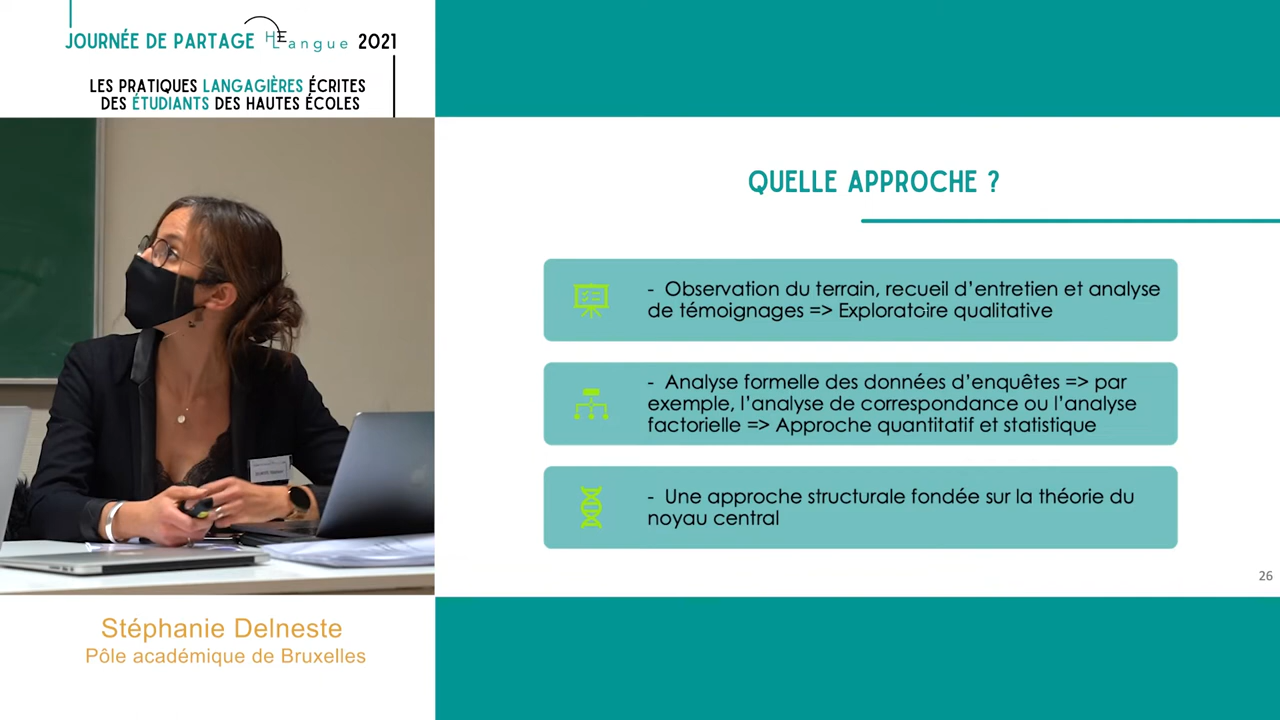 JOURNÉE DE PARTAGE HELangue 2021
LES PRATIQUES LANGAGIÈRES ÉCRITES
DES ÉTUDIANTS DES HAUTES ÉCOLES
QUELLE APPROCHE ?
- Observation du terrain, recueil d'entretien et analyse
de témoignages => Exploratoire qualitative
- Analyse formelle des données d'enquêtes => par
exemple, l'analyse de correspondance ou l'analyse
factorielle => Approche quantitatif et statistique
- Une approche structurale fondée sur la théorie du
noyau central
26
Stéphanie Delneste
Pôle académique de Bruxelles